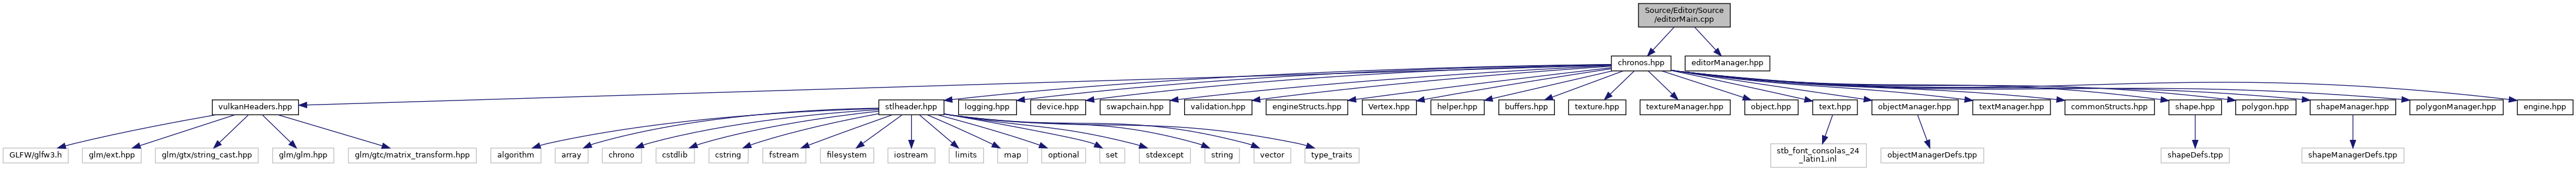 Source/Editor/Source
/editorMain.cpp
chronos.hpp
editorManager.hpp
vulkanHeaders.hpp
stlheader.hpp
logging.hpp
device.hpp
swapchain.hpp
validation.hpp
engineStructs.hpp
Vertex.hpp
helper.hpp
buffers.hpp
texture.hpp
textureManager.hpp
object.hpp
text.hpp
objectManager.hpp
textManager.hpp
commonStructs.hpp
shape.hpp
polygon.hpp
shapeManager.hpp
polygonManager.hpp
engine.hpp
GLFW/glfw3.h
glm/ext.hpp
glm/gtx/string_cast.hpp
glm/glm.hpp
glm/gtc/matrix_transform.hpp
algorithm
array
chrono
cstdlib
cstring
fstream
filesystem
iostream
limits
map
optional
set
stdexcept
string
vector
type_traits
stb_font_consolas_24
_latin1.inl
objectManagerDefs.tpp
shapeDefs.tpp
shapeManagerDefs.tpp